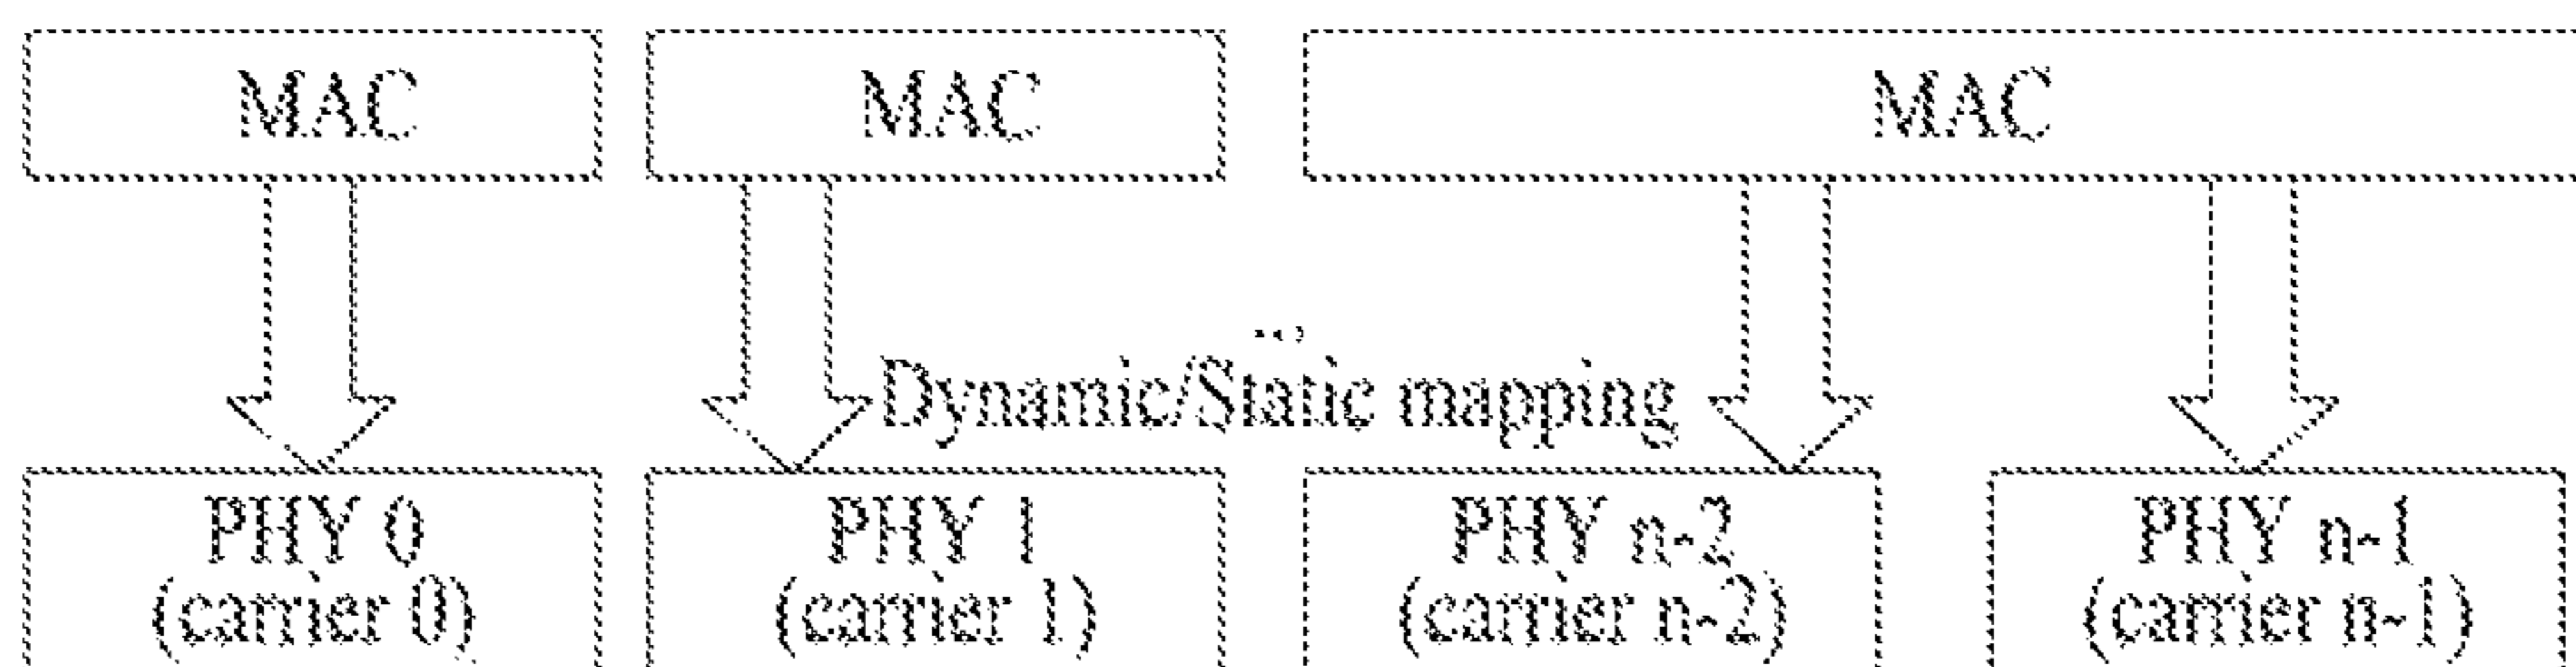 MAC MAC MAC
...
Dynamic/Static mapping
PHY 0 PHY 1 PHY n-2 PHY n-1
(carrier 0) (carrier 1) (carrier n-2) (carrier n-1)